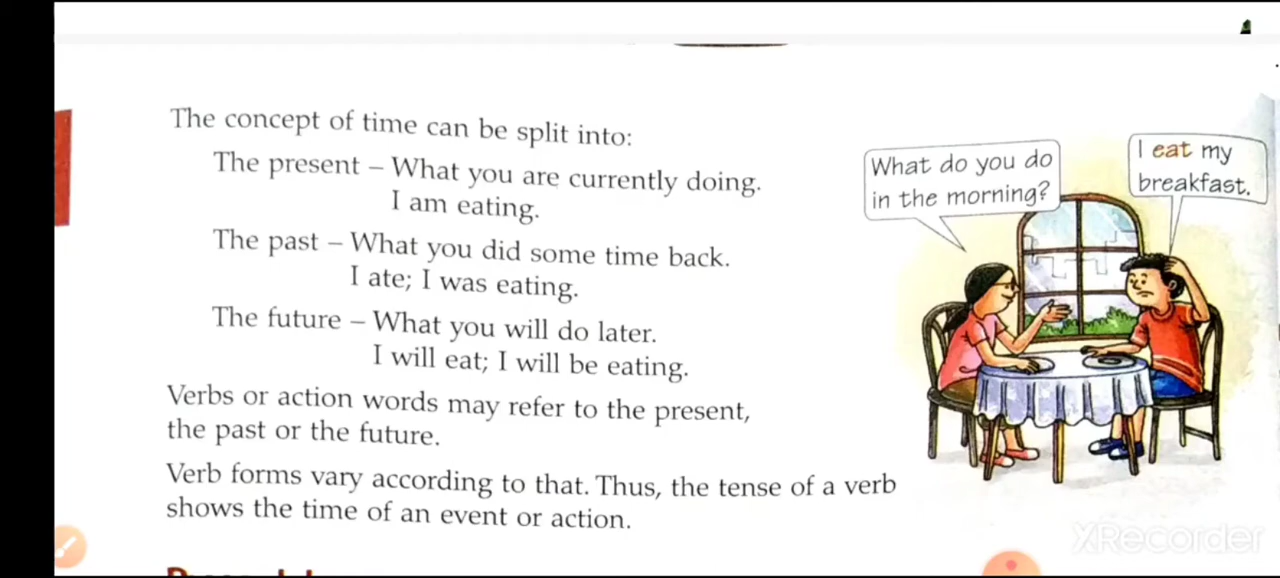 The concept of time can be split into:
The present – What you are currently doing.
I am eating.
The past – What you did some time back.
I ate; I was eating.
The future – What you will do later.
I will eat; I will be eating.
Verbs or action words may refer to the present,
the past or the future.
Verb forms vary according to that. Thus, the tense of a verb
shows the time of an event or action.
What do you do
in the morning?
I eat my
breakfast.
XRecorder